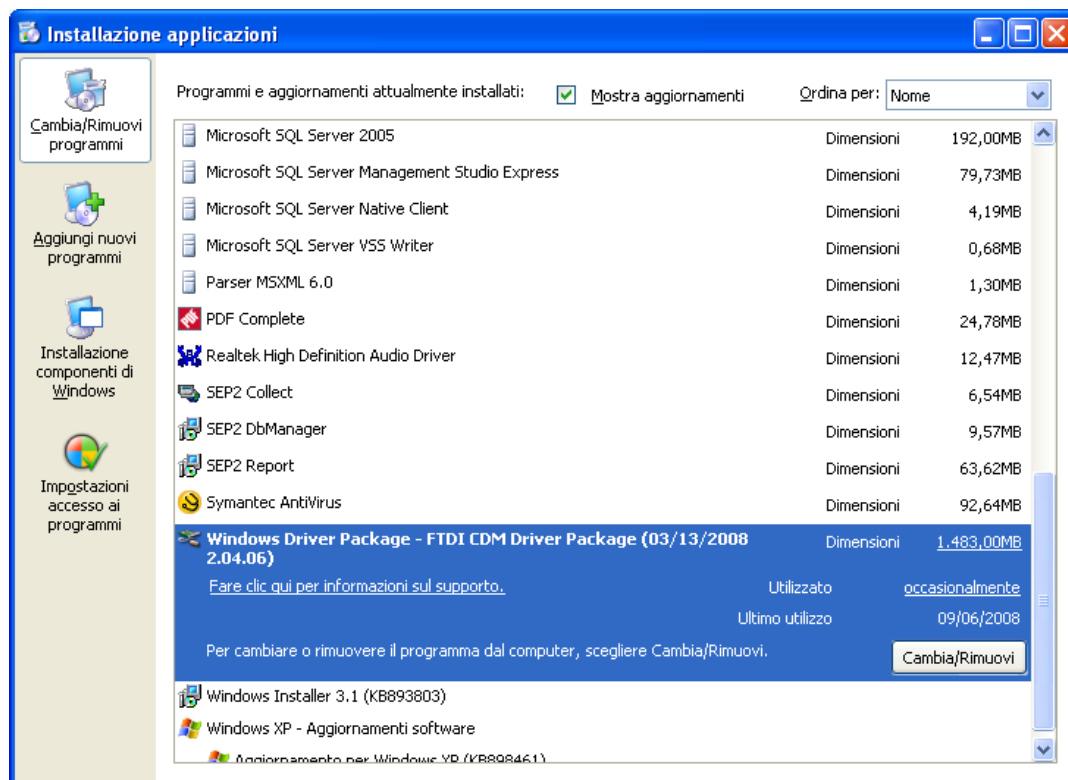 Installazione applicazioni
Cambia/Rimuovi
programmi
Aggiungi nuovi
programmi
Installazione
componenti di
Windows
Impostazioni
accesso ai
programmi
Programmi e aggiornamenti attualmente installati: Mostra aggiornamenti Ordina per: Nome
Microsoft SQL Server 2005 Dimensioni 192,00MB
Microsoft SQL Server Management Studio Express Dimensioni 79,73MB
Microsoft SQL Server Native Client Dimensioni 4,19MB
Microsoft SQL Server VSS Writer Dimensioni 0,68MB
Parser MSXML 6.0 Dimensioni 1,30MB
PDF Complete Dimensioni 24,78MB
Realtek High Definition Audio Driver Dimensioni 12,47MB
SEP2 Collect Dimensioni 6,54MB
SEP2 DbManager Dimensioni 9,57MB
SEP2 Report Dimensioni 63,62MB
Symantec AntiVirus Dimensioni 92,64MB
Windows Driver Package - FTDI CDM Driver Package (03/13/2008 Dimensioni 1.483,00MB
2.04.06)
Fare clic qui per informazioni sul supporto. Utilizzato occasionalmente
Ultimo utilizzo 09/06/2008
Per cambiare o rimuovere il programma dal computer, scegliere Cambia/Rimuovi. Cambia/Rimuovi
Windows Installer 3.1 (KB893803)
Windows XP - Aggiornamenti software
Aggiornamento per Windows XP (KB898461)